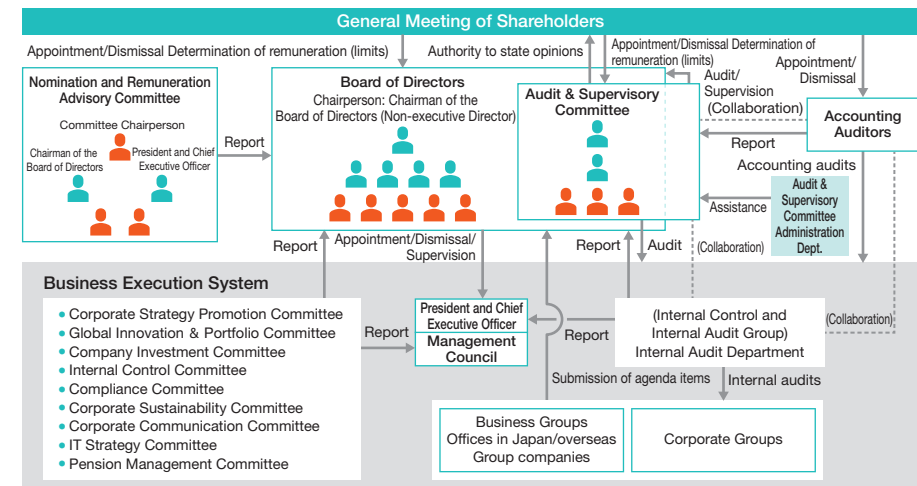 General Meeting of Shareholders
Appointment/Dismissal Determination of remuneration (limits)
Authority to state opinions
Appointment/Dismissal Determination of
remuneration (limits)
Audit/
Supervision
(Collaboration)
Appointment/
Dismissal
Nomination and Remuneration
Advisory Committee
Committee Chairperson
Chairman of the
Board of Directors
President and Chief
Executive Officer
Report
Board of Directors
Chairperson: Chairman of the
Board of Directors (Non-executive Director)
Audit & Supervisory
Committee
Accounting
Auditors
Report
Accounting audits
Assistance
Audit &
Supervisory
Committee
Administration
Dept.
Report
Appointment/Dismissal/
Supervision
Report
Audit
(Collaboration)
Business Execution System
Corporate Strategy Promotion Committee
Global Innovation & Portfolio Committee
Company Investment Committee
Internal Control Committee
Compliance Committee
Corporate Sustainability Committee
Corporate Communication Committee
IT Strategy Committee
Pension Management Committee
Report
President and Chief
Executive Officer
Management
Council
Report
(Internal Control and
Internal Audit Group)
Internal Audit Department
(Collaboration)
Submission of agenda items
Internal audits
Business Groups
Offices in Japan/overseas
Group companies
Corporate Groups